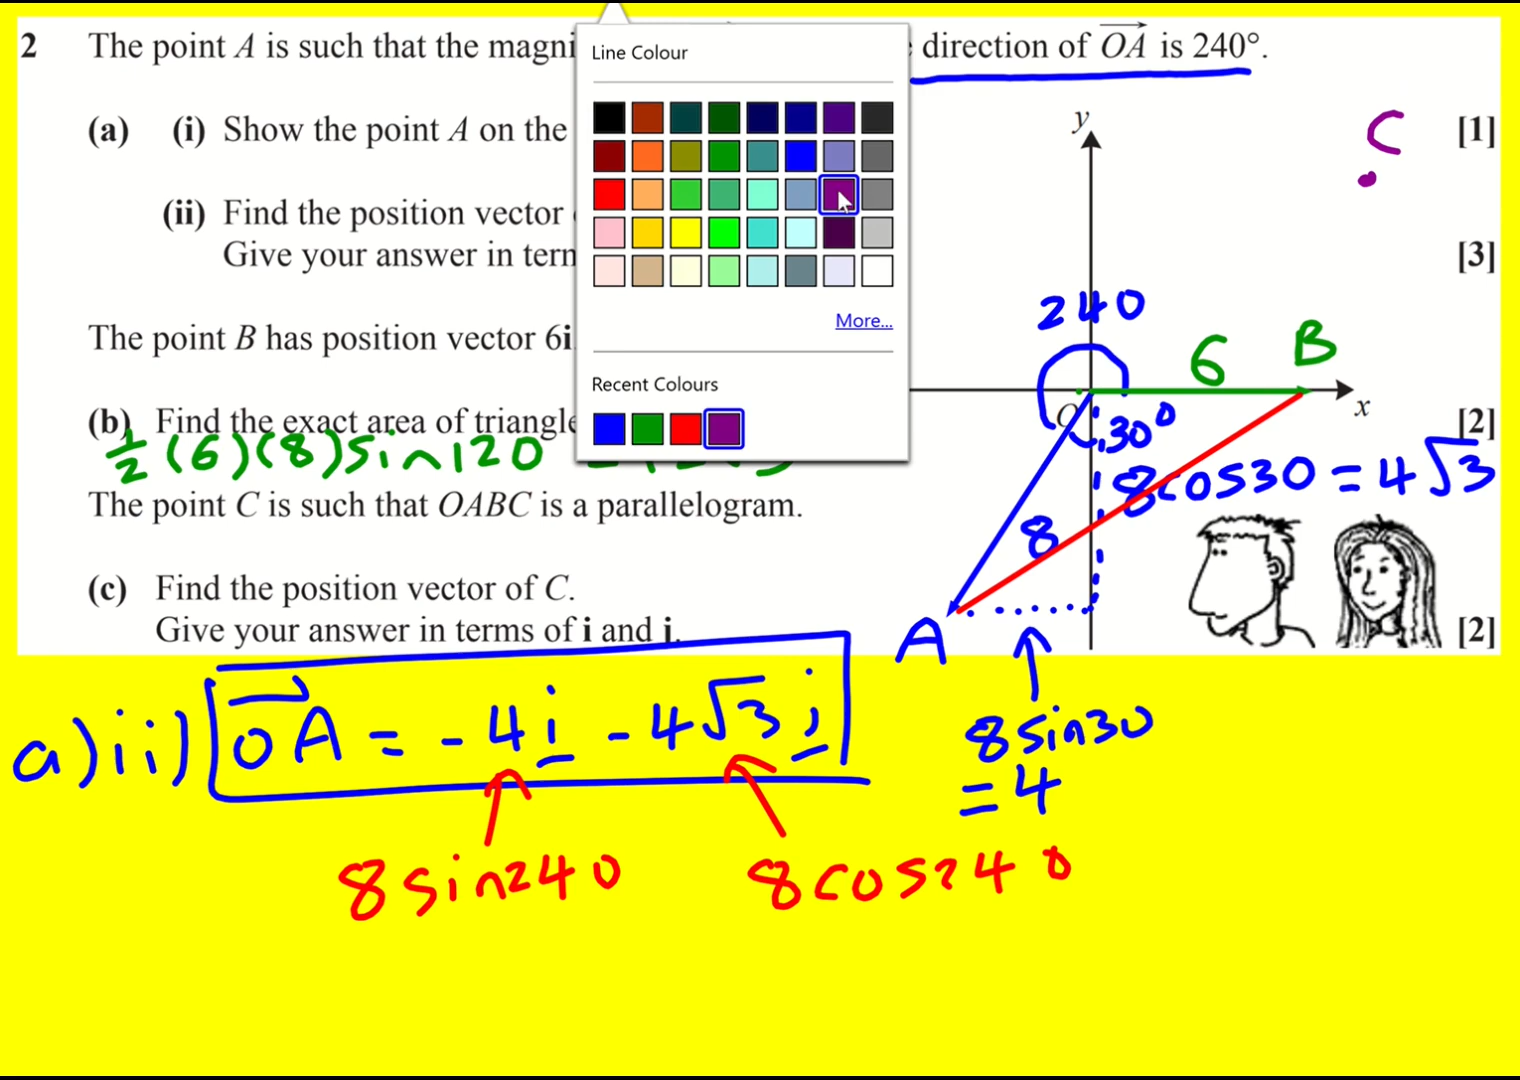 2 The point A is such that the magni direction of OA is 240°.
(a) (i) Show the point A on the [1]
(ii) Find the position vector
Give your answer in term [3]
The point B has position vector 6i
(b) Find the exact area of triangle [2]
½(6)(8)sin120
The point C is such that OABC is a parallelogram.
(c) Find the position vector of C.
Give your answer in terms of i and j. [2]
Line Colour
More...
Recent Colours
y
C
240
6 B
O x
30°
8cos30 = 4√3
8
A
8sin30
= 4
a)ii) OA = -4i - 4√3 j
8sin240 8cos240